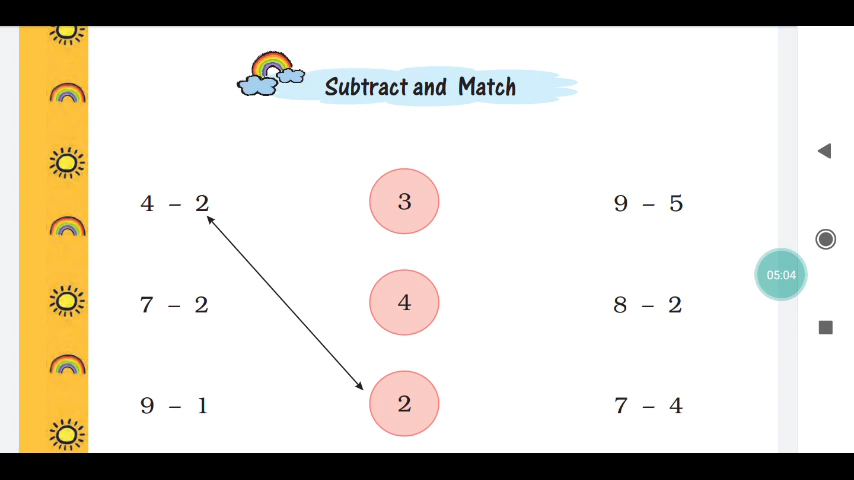 Subtract and Match
4 – 2 3 9 – 5
7 – 2 4 8 – 2
05:04
9 – 1 2 7 – 4